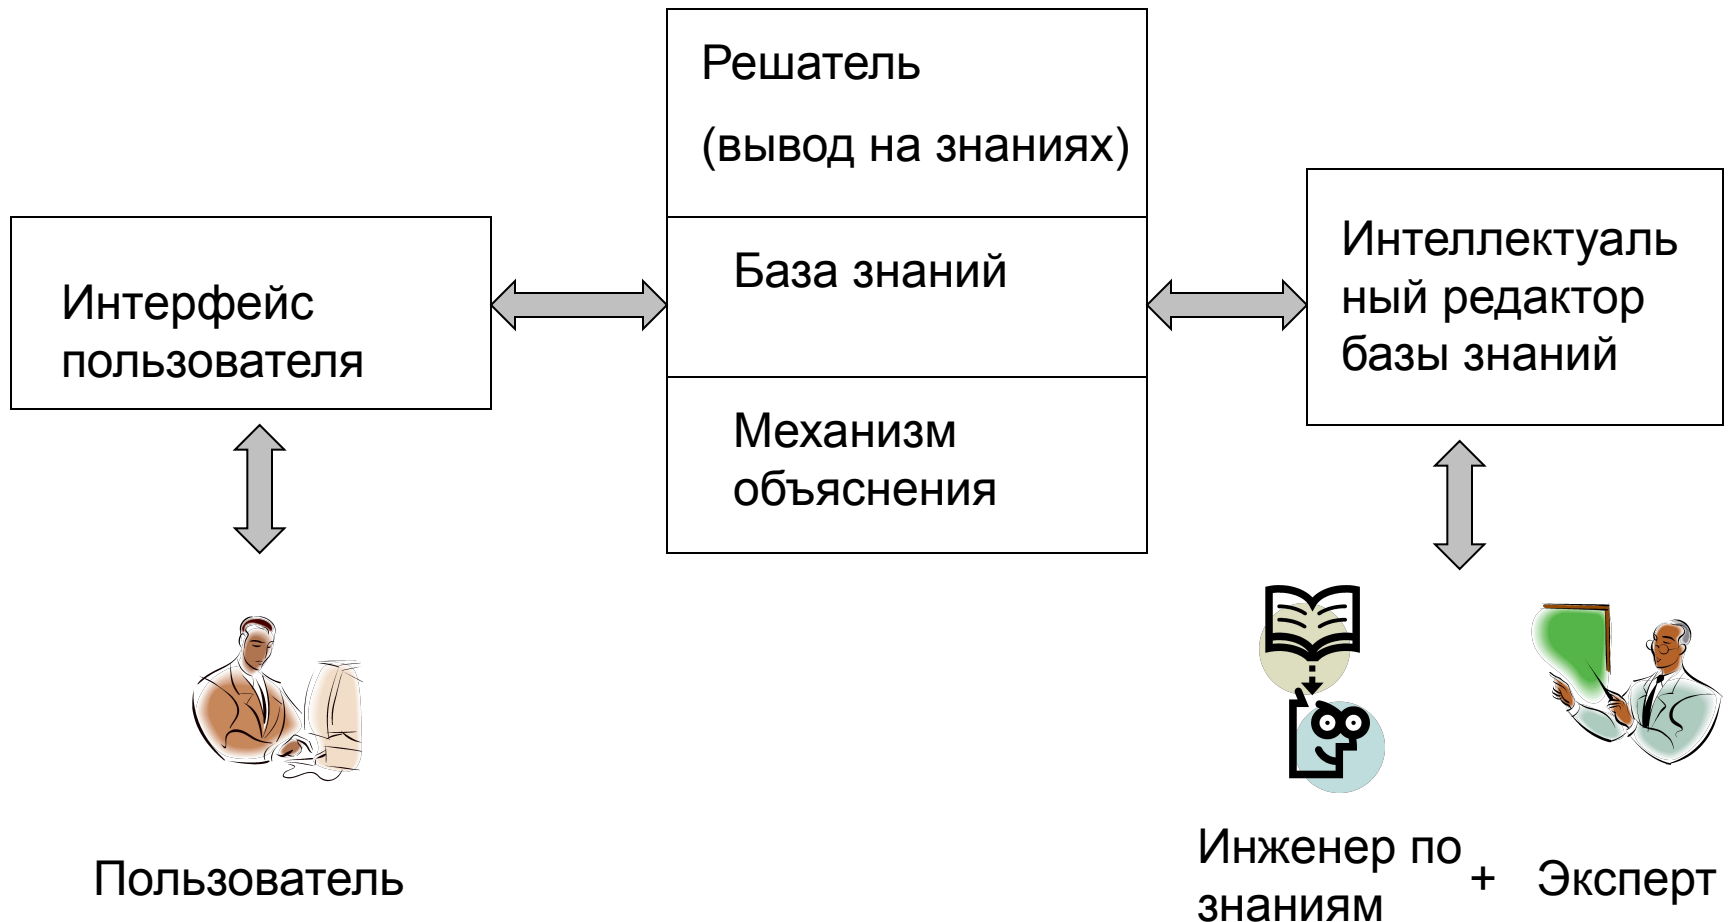 Решатель
(вывод на знаниях)
База знаний
Механизм
объяснения
Интерфейс
пользователя
Интеллектуаль
ный редактор
базы знаний
Пользователь
Инженер по
знаниям
+
Эксперт